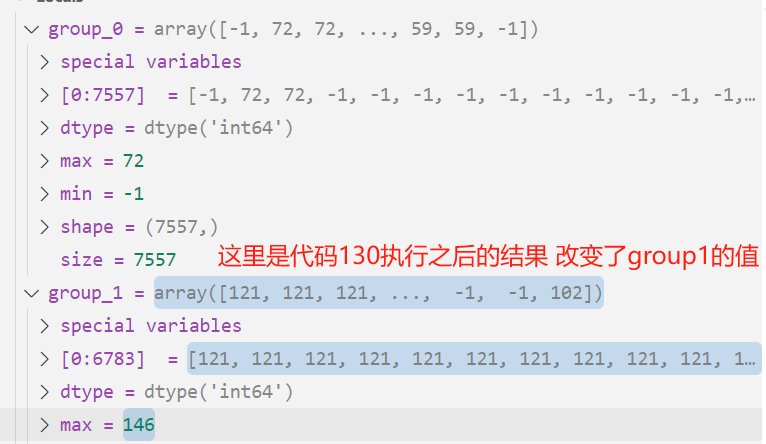 group_0 = array([-1, 72, 72, ..., 59, 59, -1])
special variables
[0:7557] = [-1, 72, 72, -1, -1, -1, -1, -1, -1, -1, -1, -1, -1,…
dtype = dtype('int64')
max = 72
min = -1
shape = (7557,)
size = 7557 这里是代码130执行之后的结果 改变了group1的值
group_1 = array([121, 121, 121, ..., -1, -1, 102])
special variables
[0:6783] = [121, 121, 121, 121, 121, 121, 121, 121, 121, 121, 1…
dtype = dtype('int64')
max = 146